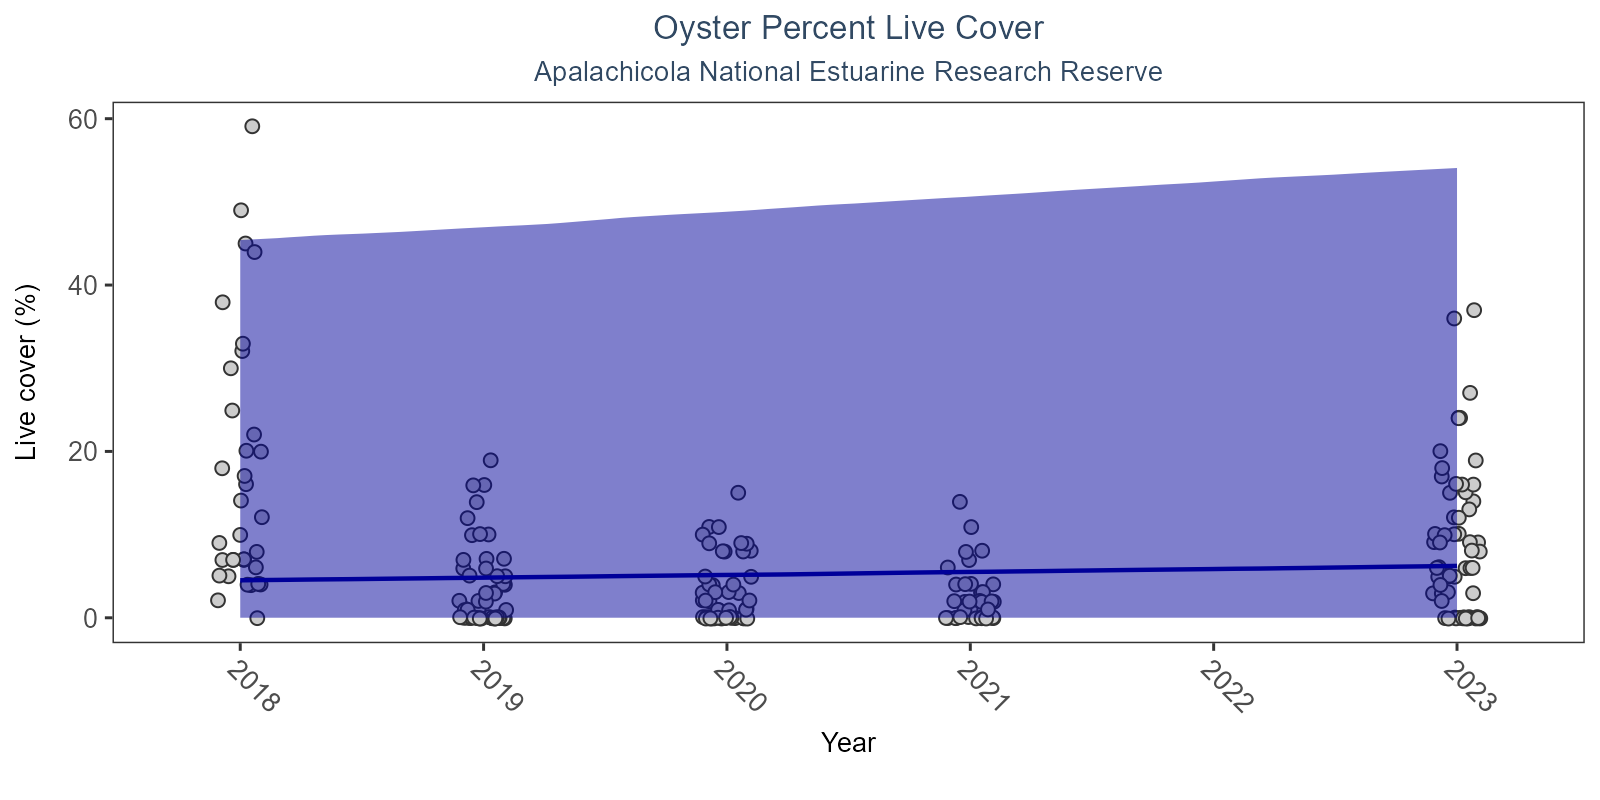 Oyster Percent Live Cover
Apalachicola National Estuarine Research Reserve
60
40
20
0
Live cover (%)
2018
2019
2020
2021
2022
2023
Year